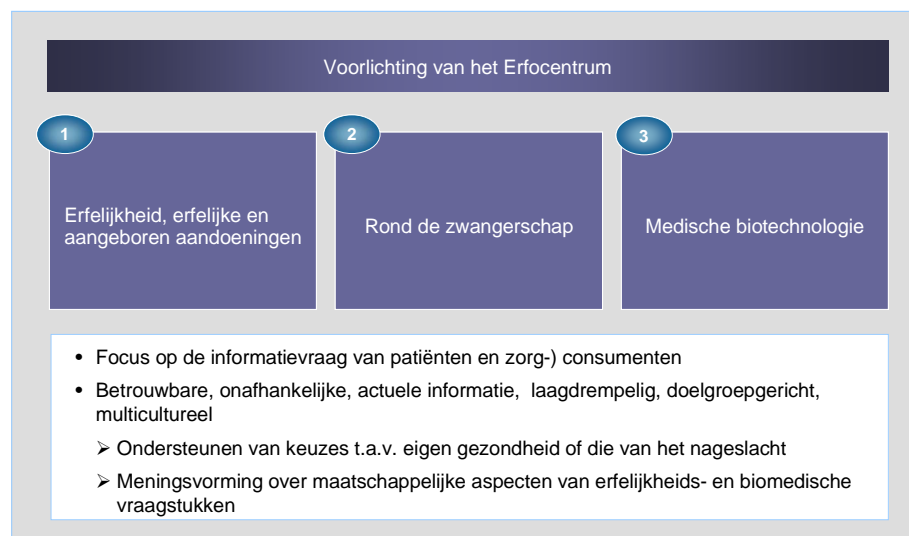 Voorlichting van het Erfocentrum
1
2
3
Erfelijkheid, erfelijke en
aangeboren aandoeningen
Rond de zwangerschap
Medische biotechnologie
• Focus op de informatievraag van patiënten en zorg-) consumenten
• Betrouwbare, onafhankelijke, actuele informatie, laagdrempelig, doelgroepgericht,
multicultureel
➢ Ondersteunen van keuzes t.a.v. eigen gezondheid of die van het nageslacht
➢ Meningsvorming over maatschappelijke aspecten van erfelijkheids- en biomedische
vraagstukken